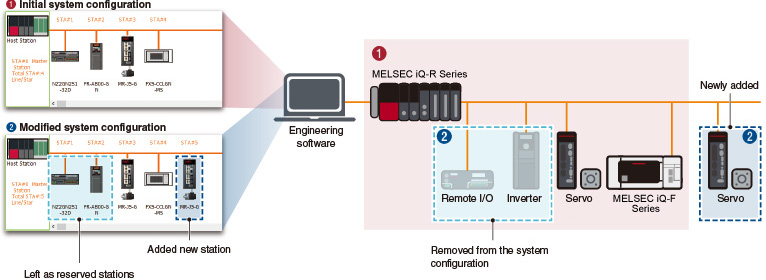 1 Initial system configuration
STA#1 STA#2 STA#3 STA#4
Host Station
STA#0 Master
Station
Total STA#:4
Line/Star
NZ2GN2S1
-32D
FR-A800-G
N
MR-J5-G
FX5-CCLGN
-MS
2 Modified system configuration
STA#1 STA#2 STA#3 STA#4 STA#5
Host Station
STA#0 Master
Station
Total STA#:5
Line/Star
NZ2GN2S1
-32D
FR-A800-G
N
MR-J5-G
FX5-CCLGN
-MS
MR-J5-G
Added new station
Left as reserved stations
Engineering
software
1
MELSEC iQ-R Series
2
Remote I/O
Inverter
Servo
MELSEC iQ-F
Series
Newly added
2
Servo
Removed from the system
configuration